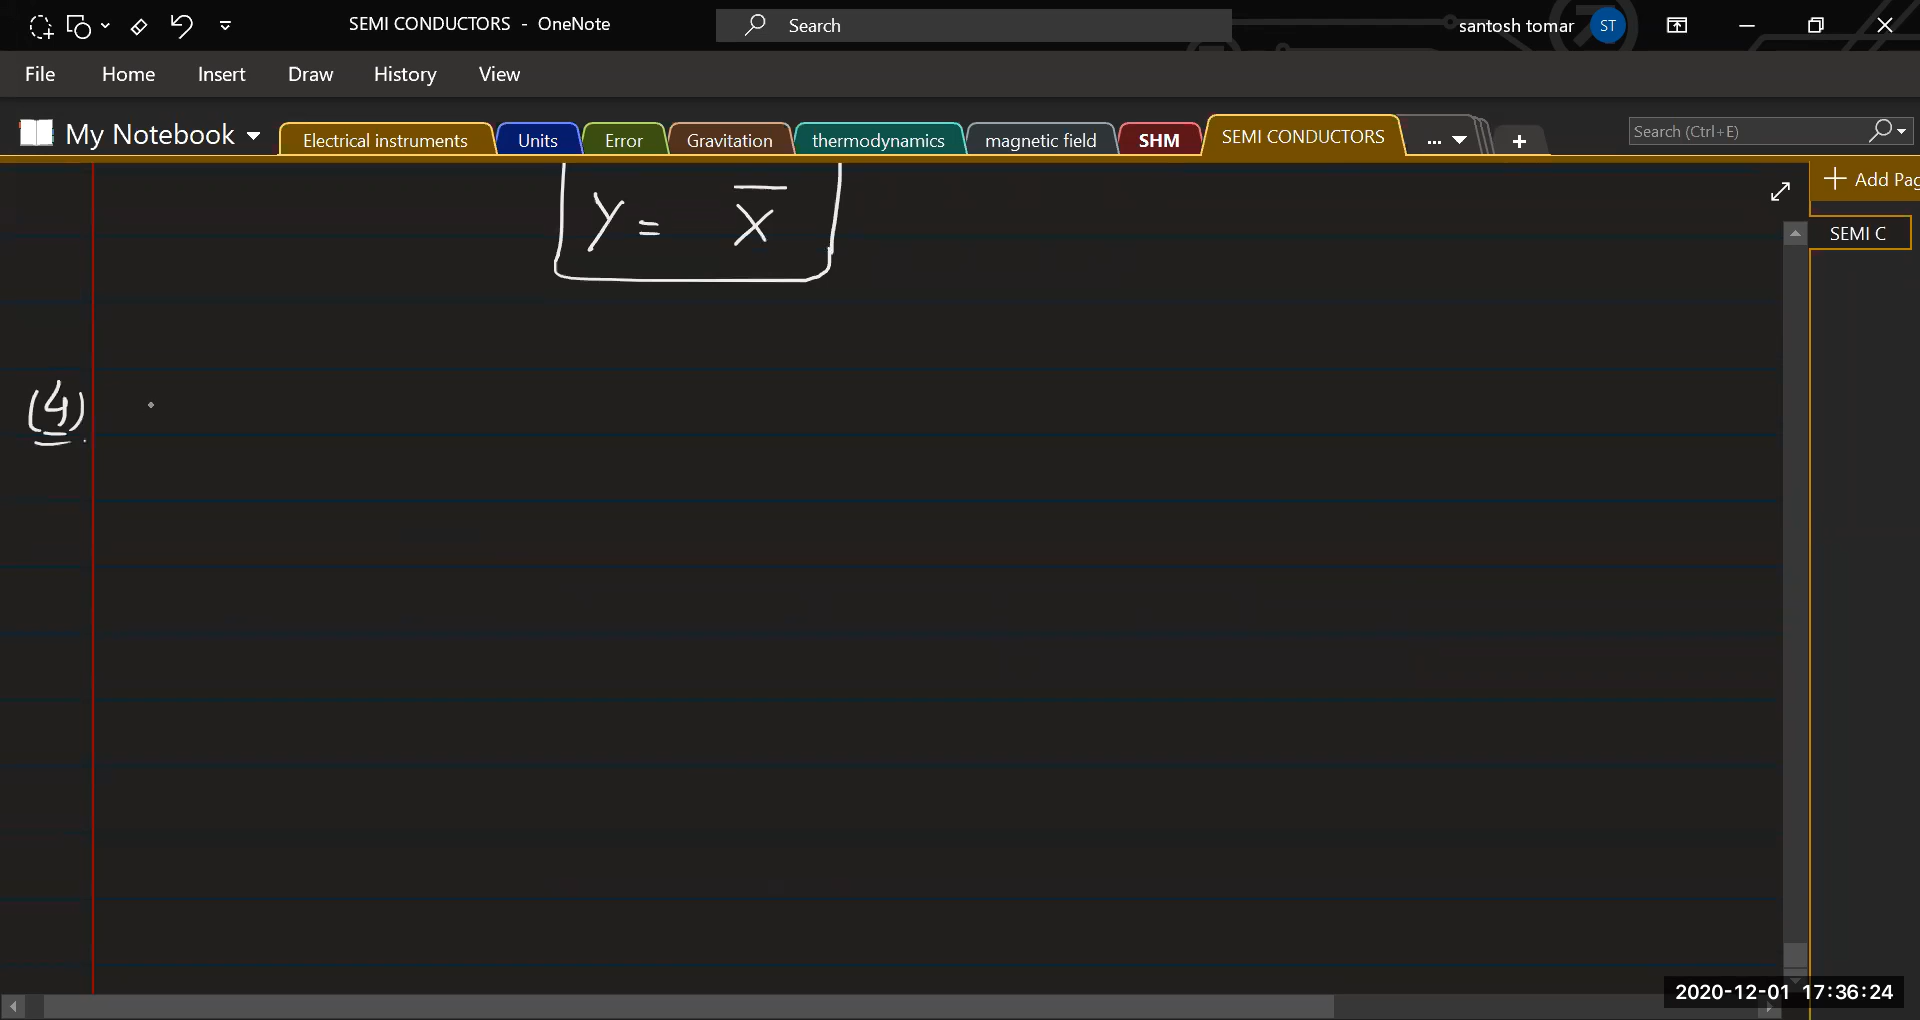 SEMI CONDUCTORS - OneNote
Search
santosh tomar
ST
File Home Insert Draw History View
My Notebook
Electrical instruments
Units
Error
Gravitation
thermodynamics
magnetic field
SHM
SEMI CONDUCTORS
...
Search (Ctrl+E)
Add Pag
SEMI C
y = X̅
(4)
2020-12-01 17:36:24